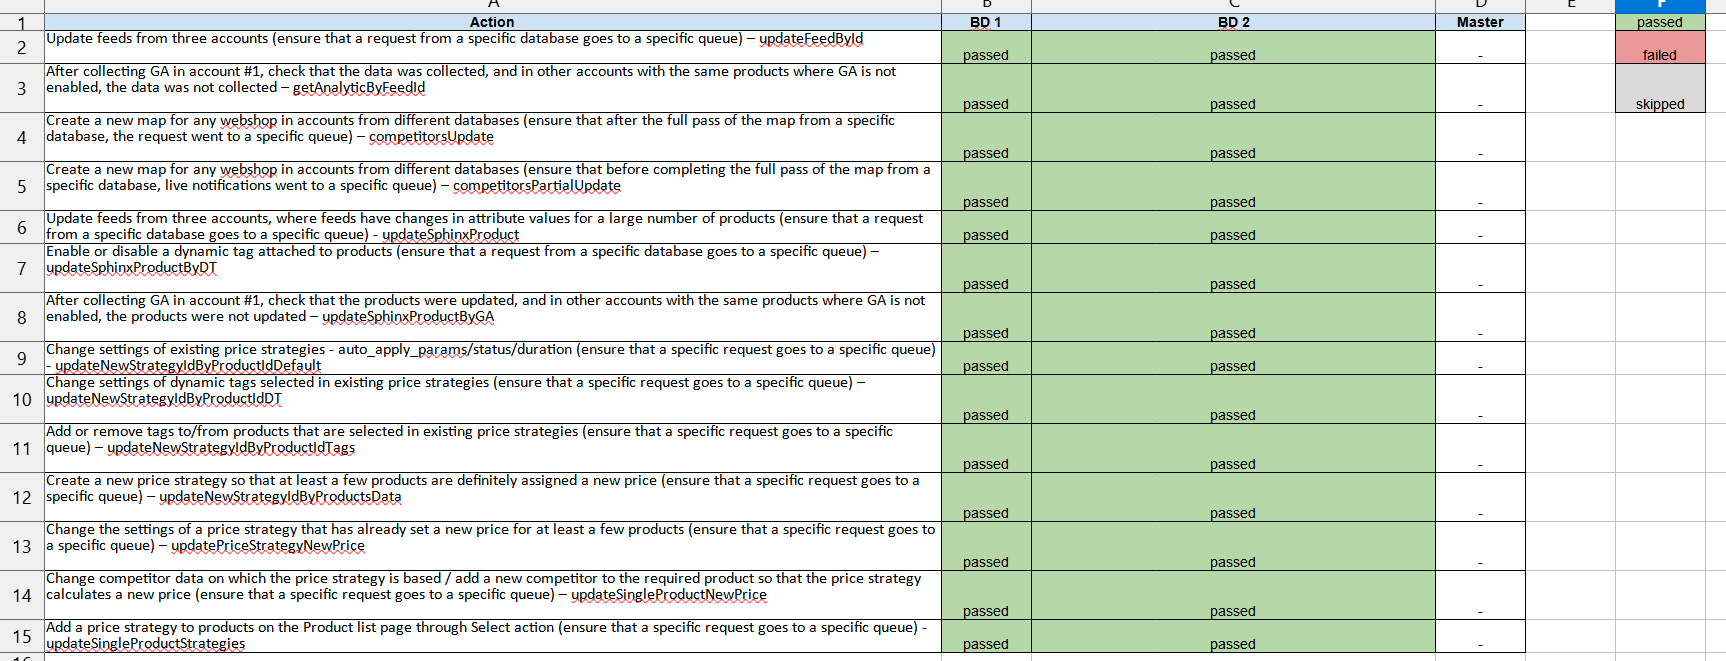 A B C D E F
1 Action BD 1 BD 2 Master passed
2 Update feeds from three accounts (ensure that a request from a specific database goes to a specific queue) – updateFeedById passed passed - failed
3 After collecting GA in account #1, check that the data was collected, and in other accounts with the same products where GA is not
enabled, the data was not collected – getAnalyticByFeedId passed passed - skipped
4 Create a new map for any webshop in accounts from different databases (ensure that after the full pass of the map from a specific
database, the request went to a specific queue) – competitorsUpdate passed passed -
5 Create a new map for any webshop in accounts from different databases (ensure that before completing the full pass of the map from a
specific database, live notifications went to a specific queue) – competitorsPartialUpdate passed passed -
6 Update feeds from three accounts, where feeds have changes in attribute values for a large number of products (ensure that a request
from a specific database goes to a specific queue) - updateSphinxProduct passed passed -
7 Enable or disable a dynamic tag attached to products (ensure that a request from a specific database goes to a specific queue) –
updateSphinxProductByDT passed passed -
8 After collecting GA in account #1, check that the products were updated, and in other accounts with the same products where GA is not
enabled, the products were not updated – updateSphinxProductByGA passed passed -
9 Change settings of existing price strategies - auto_apply_params/status/duration (ensure that a specific request goes to a specific queue)
- updateNewStrategyIdByProductIdDefault passed passed -
10 Change settings of dynamic tags selected in existing price strategies (ensure that a specific request goes to a specific queue) –
updateNewStrategyIdByProductIdDT passed passed -
11 Add or remove tags to/from products that are selected in existing price strategies (ensure that a specific request goes to a specific
queue) – updateNewStrategyIdByProductIdTags passed passed -
12 Create a new price strategy so that at least a few products are definitely assigned a new price (ensure that a specific request goes to a
specific queue) – updateNewStrategyIdByProductsData passed passed -
13 Change the settings of a price strategy that has already set a new price for at least a few products (ensure that a specific request goes to
a specific queue) – updatePriceStrategyNewPrice passed passed -
14 Change competitor data on which the price strategy is based / add a new competitor to the required product so that the price strategy
calculates a new price (ensure that a specific request goes to a specific queue) – updateSingleProductNewPrice passed passed -
15 Add a price strategy to products on the Product list page through Select action (ensure that a specific request goes to a specific queue) -
updateSingleProductStrategies passed passed -